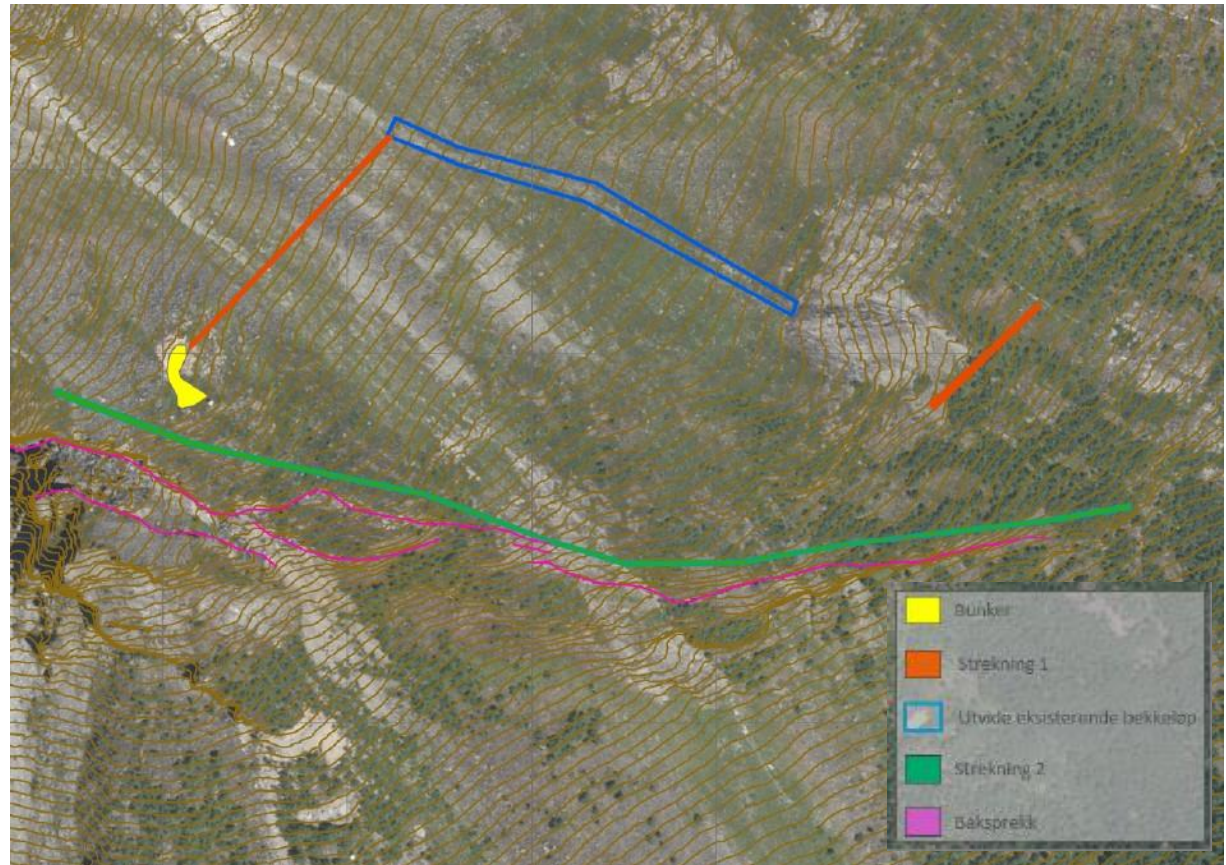 Bunker
Strekning 1
Utvide eksisterende bekkeløp
Strekning 2
Baksprekk